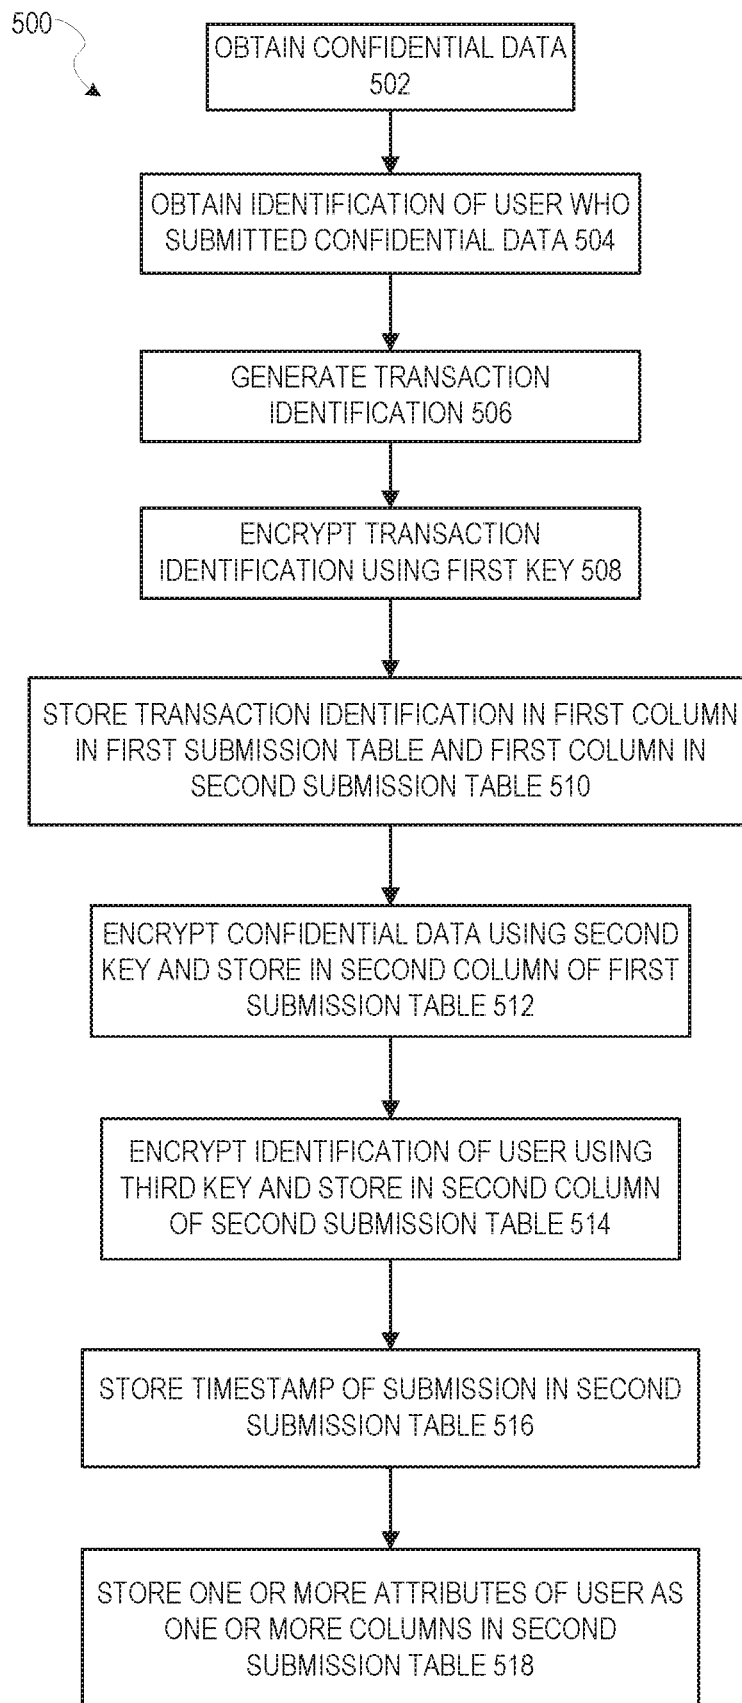 500
OBTAIN CONFIDENTIAL DATA
502
OBTAIN IDENTIFICATION OF USER WHO
SUBMITTED CONFIDENTIAL DATA 504
GENERATE TRANSACTION
IDENTIFICATION 506
ENCRYPT TRANSACTION
IDENTIFICATION USING FIRST KEY 508
STORE TRANSACTION IDENTIFICATION IN FIRST COLUMN
IN FIRST SUBMISSION TABLE AND FIRST COLUMN IN
SECOND SUBMISSION TABLE 510
ENCRYPT CONFIDENTIAL DATA USING SECOND
KEY AND STORE IN SECOND COLUMN OF FIRST
SUBMISSION TABLE 512
ENCRYPT IDENTIFICATION OF USER USING
THIRD KEY AND STORE IN SECOND COLUMN
OF SECOND SUBMISSION TABLE 514
STORE TIMESTAMP OF SUBMISSION IN SECOND
SUBMISSION TABLE 516
STORE ONE OR MORE ATTRIBUTES OF USER AS
ONE OR MORE COLUMNS IN SECOND
SUBMISSION TABLE 518